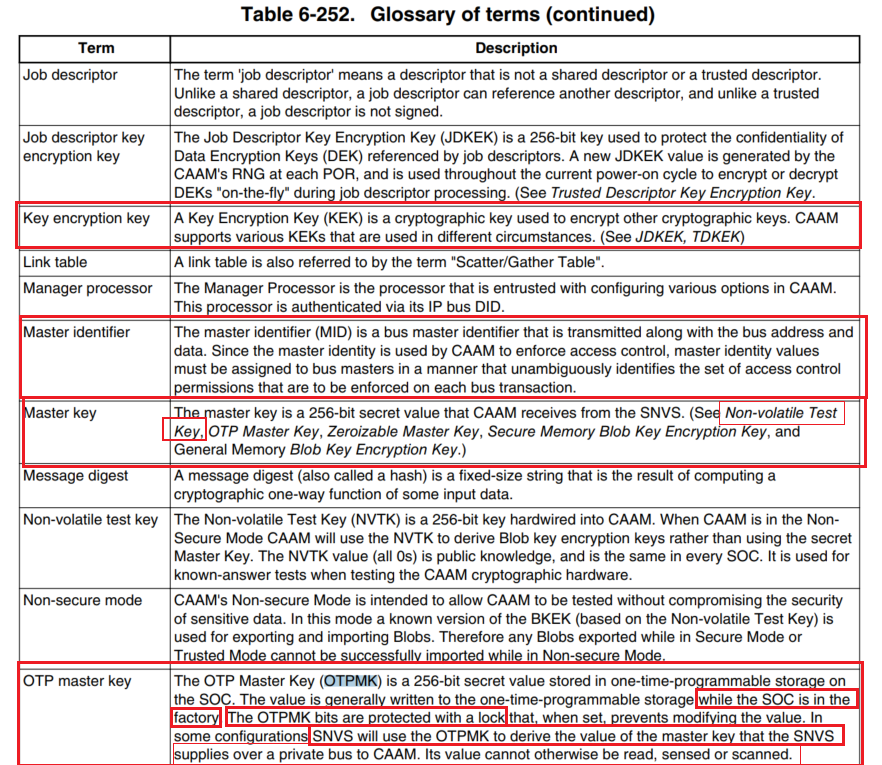 Table 6-252. Glossary of terms (continued)
Term Description
Job descriptor The term 'job descriptor' means a descriptor that is not a shared descriptor or a trusted descriptor.
Unlike a shared descriptor, a job descriptor can reference another descriptor, and unlike a trusted
descriptor, a job descriptor is not signed.
Job descriptor key The Job Descriptor Key Encryption Key (JDKEK) is a 256-bit key used to protect the confidentiality of
encryption key Data Encryption Keys (DEK) referenced by job descriptors. A new JDKEK value is generated by the
CAAM's RNG at each POR, and is used throughout the current power-on cycle to encrypt or decrypt
DEKs "on-the-fly" during job descriptor processing. (See Trusted Descriptor Key Encryption Key.
Key encryption key A Key Encryption Key (KEK) is a cryptographic key used to encrypt other cryptographic keys. CAAM
supports various KEKs that are used in different circumstances. (See JDKEK, TDKEK)
Link table A link table is also referred to by the term "Scatter/Gather Table".
Manager processor The Manager Processor is the processor that is entrusted with configuring various options in CAAM.
This processor is authenticated via its IP bus DID.
Master identifier The master identifier (MID) is a bus master identifier that is transmitted along with the bus address and
data. Since the master identity is used by CAAM to enforce access control, master identity values
must be assigned to bus masters in a manner that unambiguously identifies the set of access control
permissions that are to be enforced on each bus transaction.
Master key The master key is a 256-bit secret value that CAAM receives from the SNVS. (See Non-volatile Test
Key, OTP Master Key, Zeroizable Master Key, Secure Memory Blob Key Encryption Key, and
General Memory Blob Key Encryption Key.)
Message digest A message digest (also called a hash) is a fixed-size string that is the result of computing a
cryptographic one-way function of some input data.
Non-volatile test key The Non-volatile Test Key (NVTK) is a 256-bit key hardwired into CAAM. When CAAM is in the Non-
Secure Mode CAAM will use the NVTK to derive Blob key encryption keys rather than using the secret
Master Key. The NVTK value (all 0s) is public knowledge, and is the same in every SOC. It is used for
known-answer tests when testing the CAAM cryptographic hardware.
Non-secure mode CAAM's Non-secure Mode is intended to allow CAAM to be tested without compromising the security
of sensitive data. In this mode a known version of the BKEK (based on the Non-volatile Test Key) is
used for exporting and importing Blobs. Therefore any Blobs exported while in Secure Mode or
Trusted Mode cannot be successfully imported while in Non-secure Mode.
OTP master key The OTP Master Key (OTPMK) is a 256-bit secret value stored in one-time-programmable storage on
the SOC. The value is generally written to the one-time-programmable storage while the SOC is in the
factory. The OTPMK bits are protected with a lock that, when set, prevents modifying the value. In
some configurations SNVS will use the OTPMK to derive the value of the master key that the SNVS
supplies over a private bus to CAAM. Its value cannot otherwise be read, sensed or scanned.